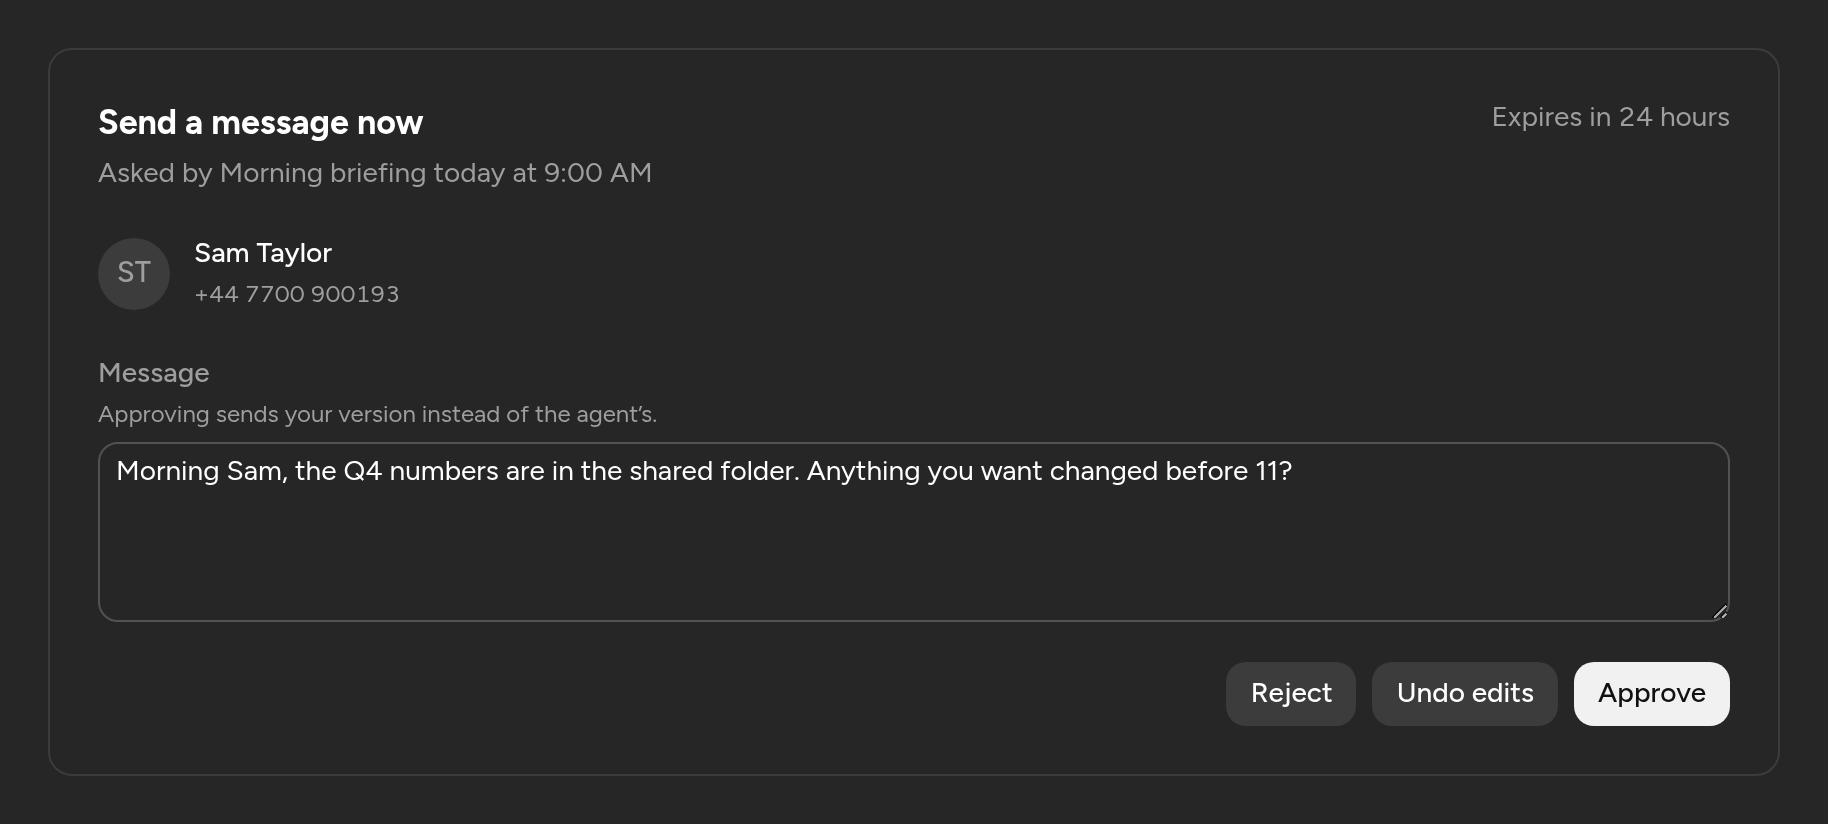 Send a message now
Expires in 24 hours
Asked by Morning briefing today at 9:00 AM
ST
Sam Taylor
+44 7700 900193
Message
Approving sends your version instead of the agent’s.
Morning Sam, the Q4 numbers are in the shared folder. Anything you want changed before 11?
Reject
Undo edits
Approve